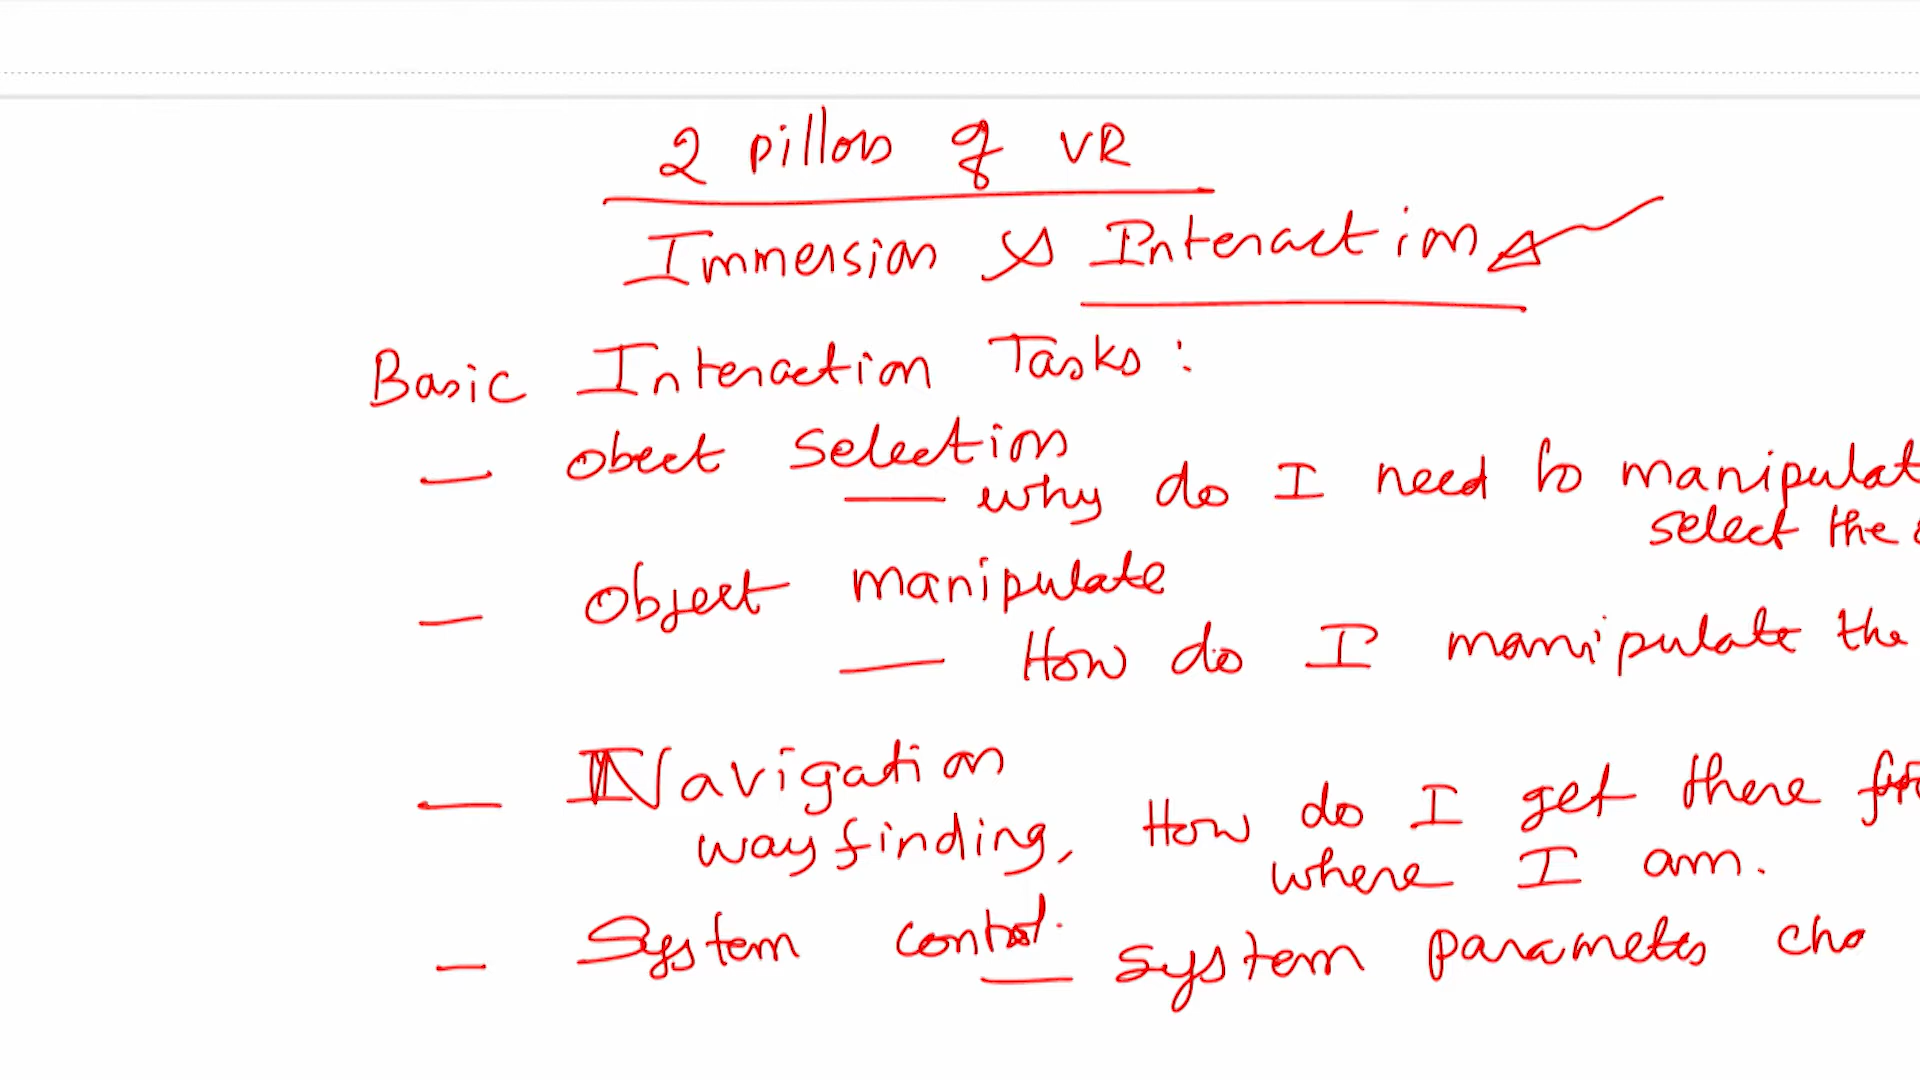 2 pillars of VR
Immersion & Interaction
Basic Interaction Tasks:
— Obect Selection
— why do I need to manipulat
select the
— Object manipulate
— How do I manipulate the
— Navigation
wayfinding, How do I get there
where I am.
— System control.
— system parameters cha